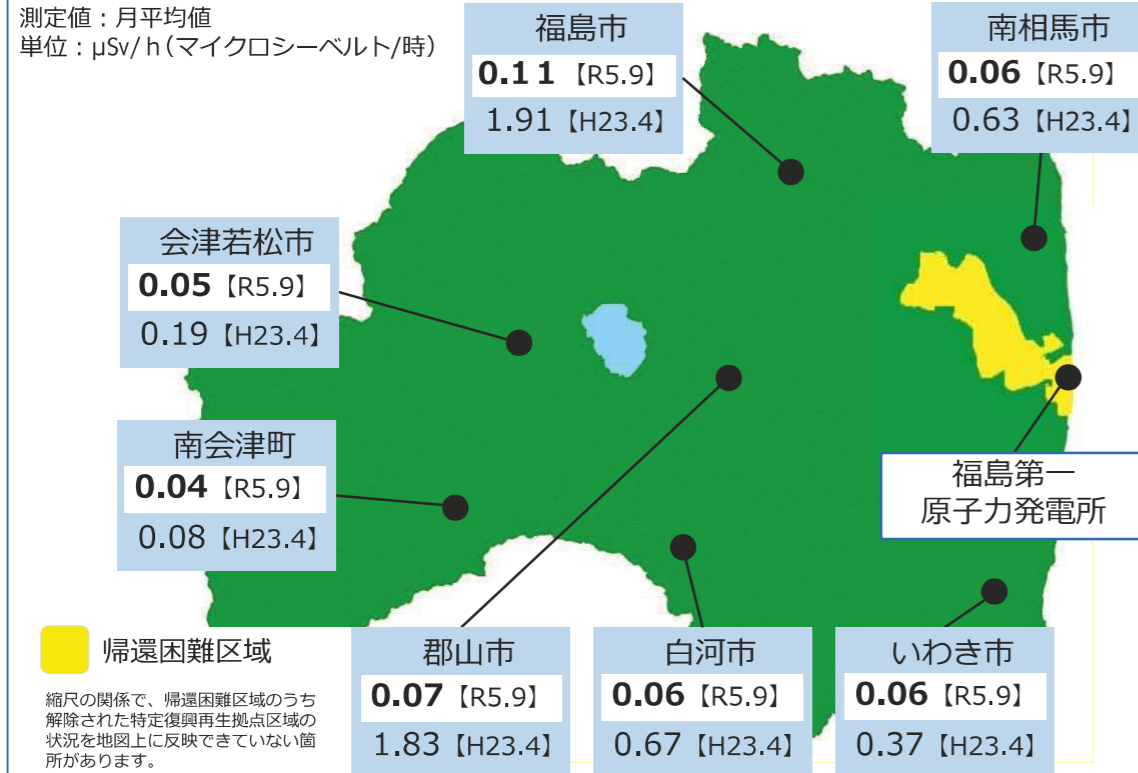 測定値：月平均値
単位：μSv/ h（マイクロシーベルト/時）
福島市
0.11【R5.9】
1.91【H23.4】
南相馬市
0.06【R5.9】
0.63【H23.4】
会津若松市
0.05【R5.9】
0.19【H23.4】
南会津町
0.04【R5.9】
0.08【H23.4】
福島第一
原子力発電所
帰還困難区域
縮尺の関係で、帰還困難区域のうち
解除された特定復興再生拠点区域の
状況を地図上に反映できていない箇
所があります。
郡山市
0.07【R5.9】
1.83【H23.4】
白河市
0.06【R5.9】
0.67【H23.4】
いわき市
0.06【R5.9】
0.37【H23.4】